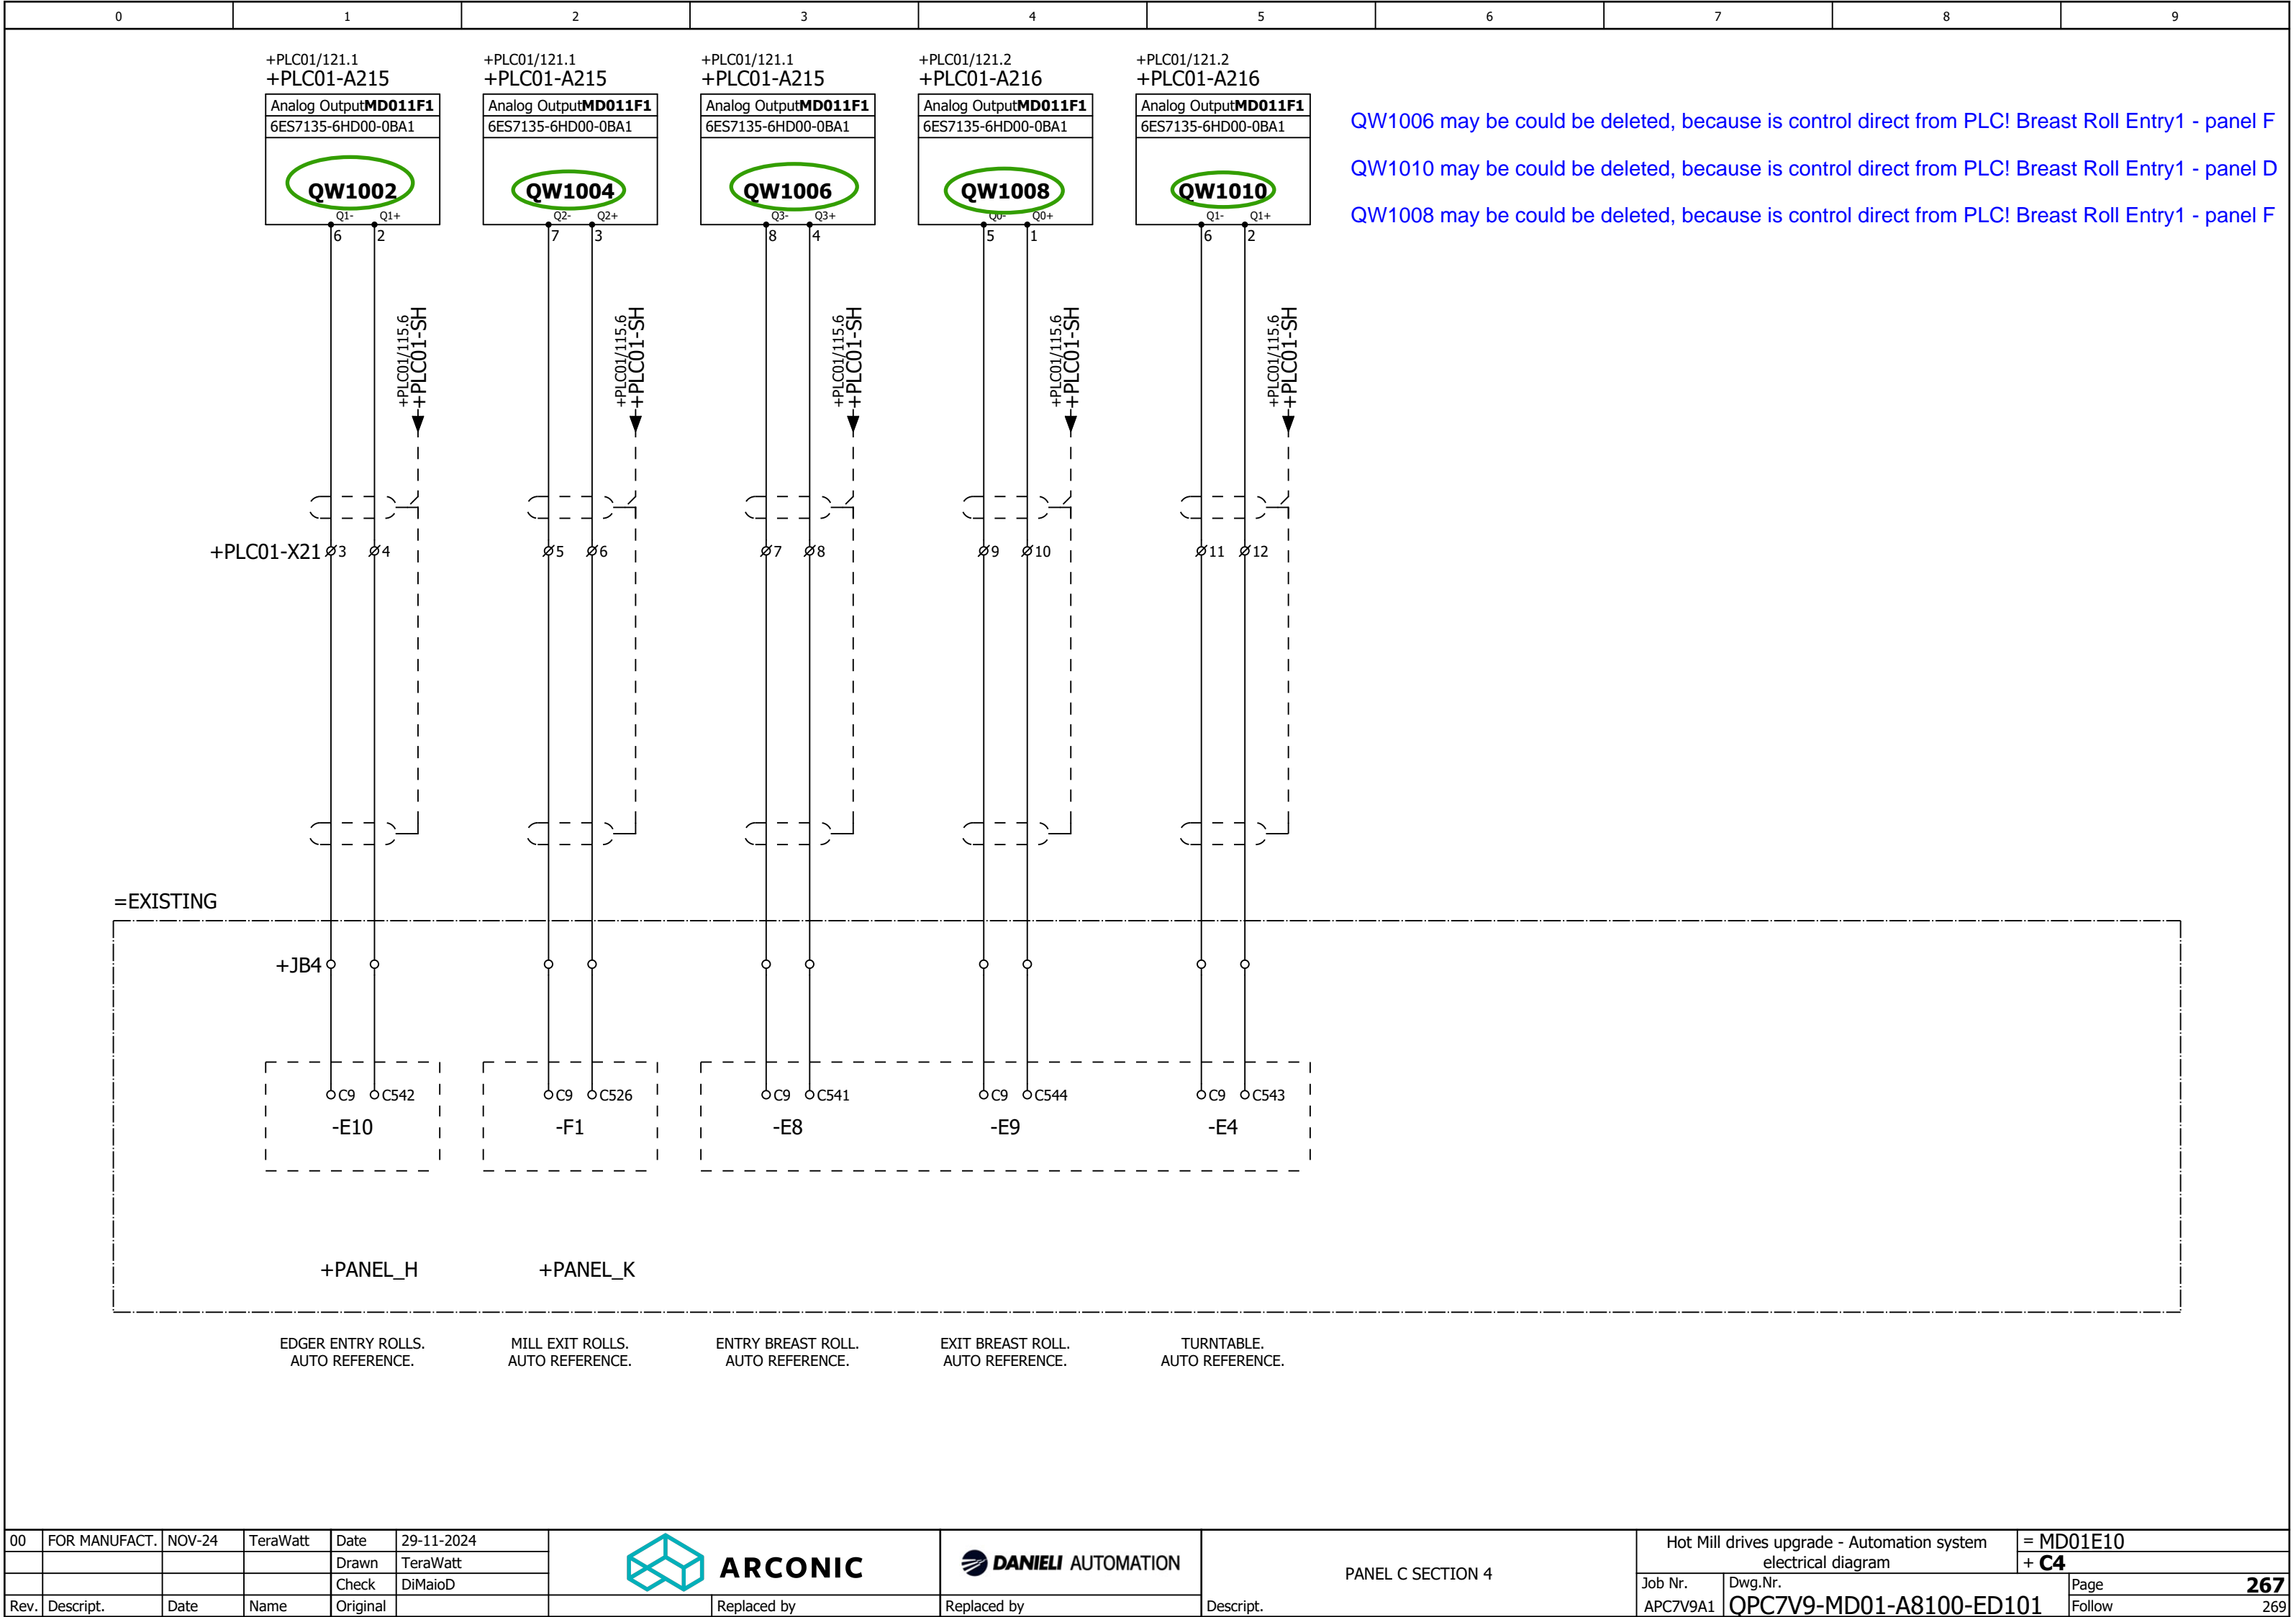 0 1 2 3 4 5 6 7 8 9
+PLC01/121.1 +PLC01/121.1 +PLC01/121.1 +PLC01/121.2 +PLC01/121.2
+PLC01-A215 +PLC01-A215 +PLC01-A215 +PLC01-A216 +PLC01-A216
Analog OutputMD011F1 Analog OutputMD011F1 Analog OutputMD011F1 Analog OutputMD011F1 Analog OutputMD011F1
6ES7135-6HD00-0BA1 6ES7135-6HD00-0BA1 6ES7135-6HD00-0BA1 6ES7135-6HD00-0BA1 6ES7135-6HD00-0BA1
QW1006 may be could be deleted, because is control direct from PLC! Breast Roll Entry1 - panel F
QW1010 may be could be deleted, because is control direct from PLC! Breast Roll Entry1 - panel D
QW1008 may be could be deleted, because is control direct from PLC! Breast Roll Entry1 - panel F
QW1002 QW1004 QW1006 QW1008 QW1010
Q1- Q1+ Q2- Q2+ Q3- Q3+ Q0- Q0+ Q1- Q1+
6 2 7 3 8 4 5 1 6 2
+PLC01/115.6 +PLC01/115.6 +PLC01/115.6 +PLC01/115.6 +PLC01/115.6
+PLC01-SH +PLC01-SH +PLC01-SH +PLC01-SH +PLC01-SH
+PLC01-X21 3 4 5 6 7 8 9 10 11 12
=EXISTING
+JB4
C9 C542 C9 C526 C9 C541 C9 C544 C9 C543
-E10 -F1 -E8 -E9 -E4
+PANEL_H +PANEL_K
EDGER ENTRY ROLLS. MILL EXIT ROLLS. ENTRY BREAST ROLL. EXIT BREAST ROLL. TURNTABLE.
AUTO REFERENCE. AUTO REFERENCE. AUTO REFERENCE. AUTO REFERENCE. AUTO REFERENCE.
00 FOR MANUFACT. NOV-24 TeraWatt Date 29-11-2024
Drawn TeraWatt
Check DiMaioD
Rev. Descript. Date Name Original
ARCONIC
Replaced by
DANIELI AUTOMATION
Replaced by
PANEL C SECTION 4
Descript.
Hot Mill drives upgrade - Automation system
electrical diagram
= MD01E10
+ C4
Job Nr. Dwg.Nr. Page 267
APC7V9A1 QPC7V9-MD01-A8100-ED101 Follow 269